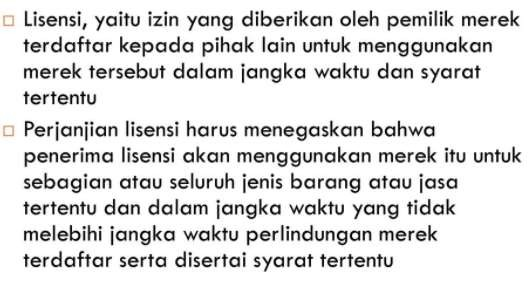 Lisensi, yaitu izin yang diberikan oleh pemilik merek
terdaftar kepada pihak lain untuk menggunakan
merek tersebut dalam jangka waktu dan syarat
tertentu
Perjanjian lisensi harus menegaskan bahwa
penerima lisensi akan menggunakan merek itu untuk
sebagian atau seluruh jenis barang atau jasa
tertentu dan dalam jangka waktu yang tidak
melebihi jangka waktu perlindungan merek
terdaftar serta disertai syarat tertentu